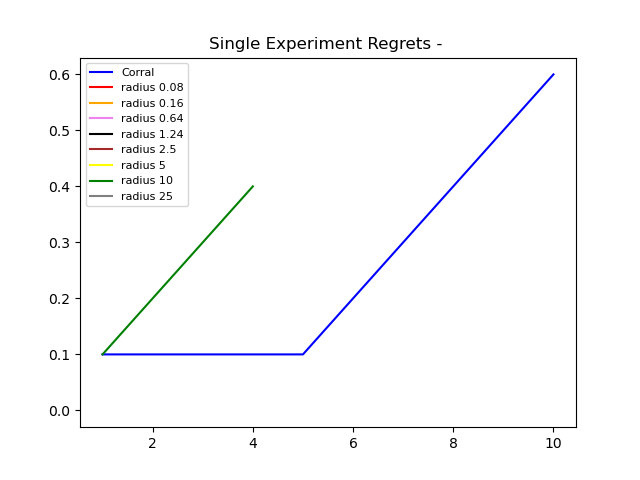 Single Experiment Regrets -
Corral
radius 0.08
radius 0.16
radius 0.64
radius 1.24
radius 2.5
radius 5
radius 10
radius 25
0.6
0.5
0.4
0.3
0.2
0.1
0.0
2 4 6 8 10